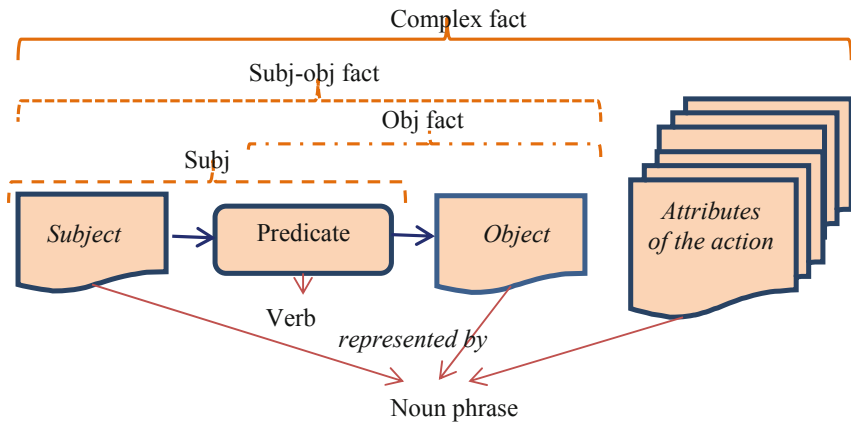 Complex fact
Subj-obj fact
Obj fact
Subj
Subject
Predicate
Object
Attributes
of the action
Verb
represented by
Noun phrase